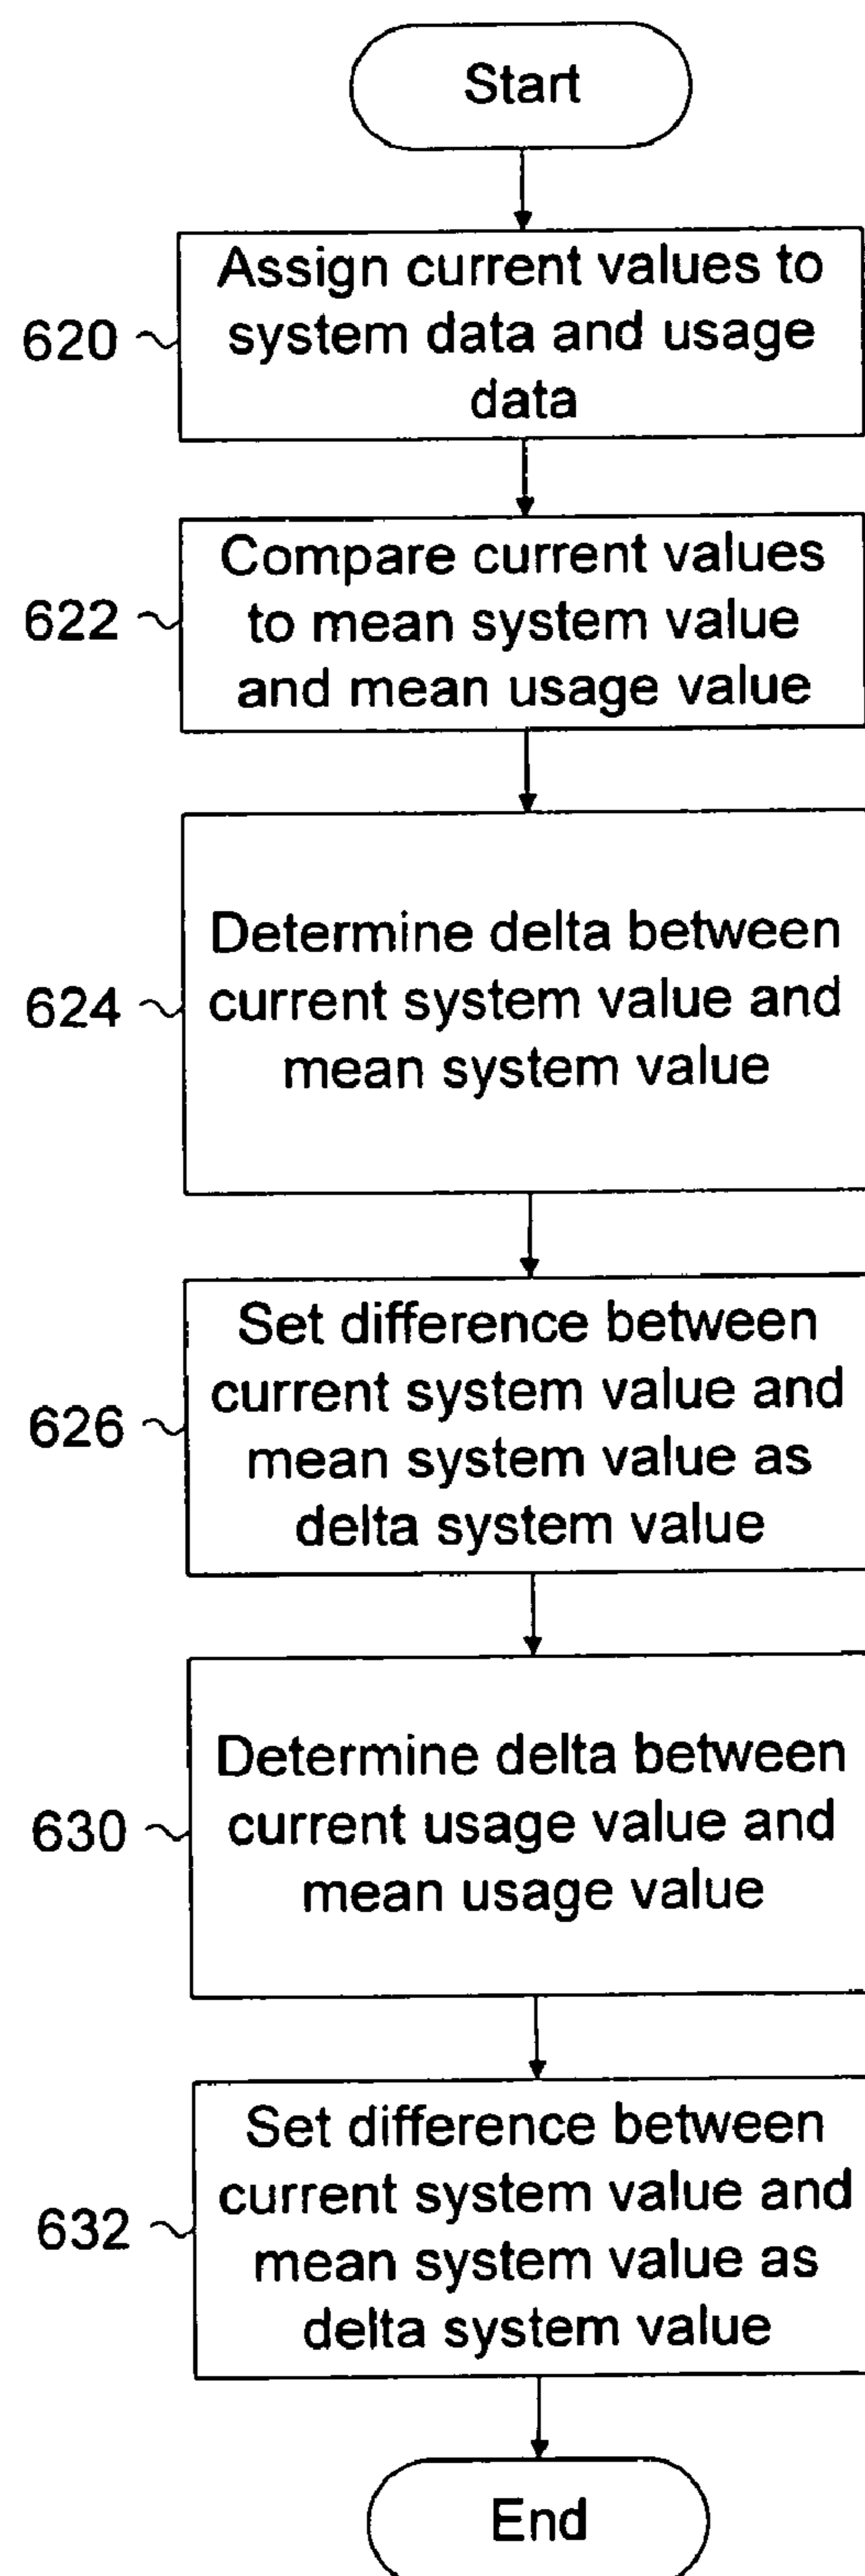 Start
Assign current values to
620
system data and usage
data
Compare current values
622
to mean system value
and mean usage value
Determine delta between
624
current system value and
mean system value
Set difference between
current system value and
626
mean system value as
delta system value
Determine delta between
630
current usage value and
mean usage value
Set difference between
current system value and
632
mean system value as
delta system value
End